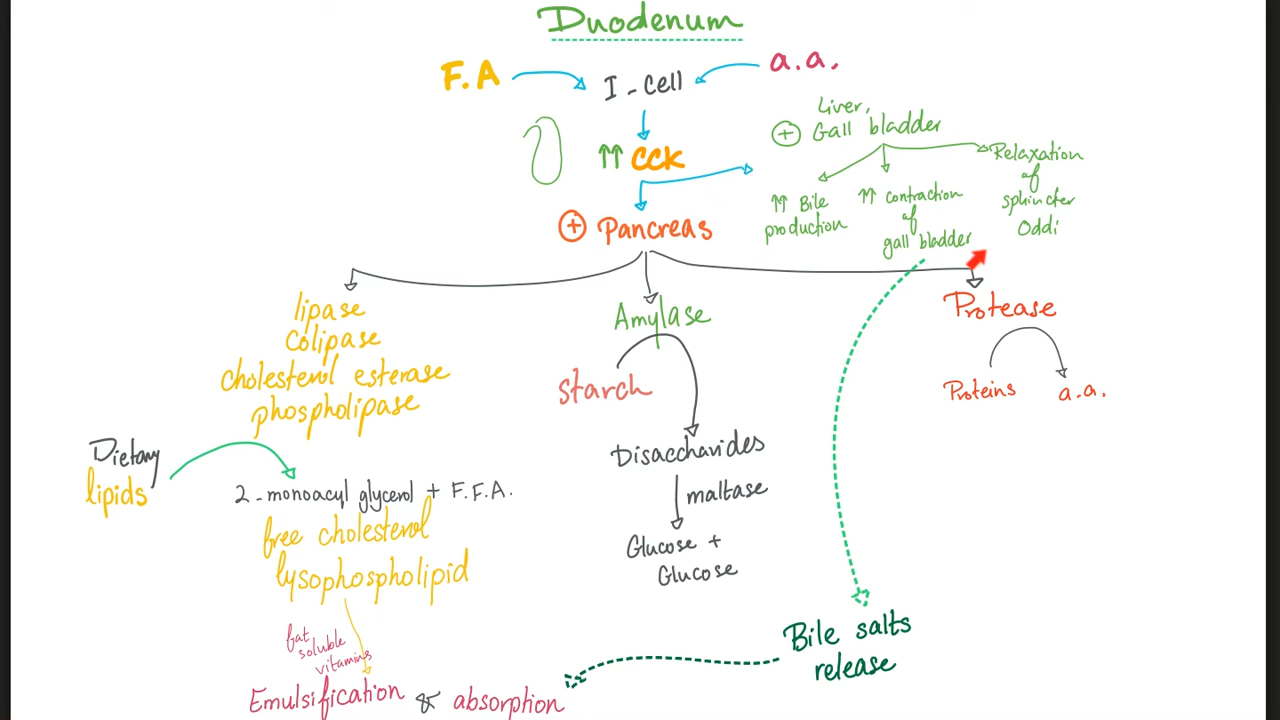 Duodenum
F.A
I-cell
a.a.
↑↑ CCK
⊕ Liver,
Gall bladder
↑↑ Bile
production
↑↑ contraction
of
gall bladder
Relaxation
of
sphincter
Oddi
⊕ Pancreas
lipase
Colipase
cholesterol esterase
phospholipase
Amylase
Starch
Disaccharides
maltase
Glucose +
Glucose
Protease
Proteins
a.a.
Dietary
lipids
2-monoacyl glycerol + F.F.A.
free cholesterol
lysophospholipid
fat
soluble
vitamins
Bile salts
release
Emulsification & absorption